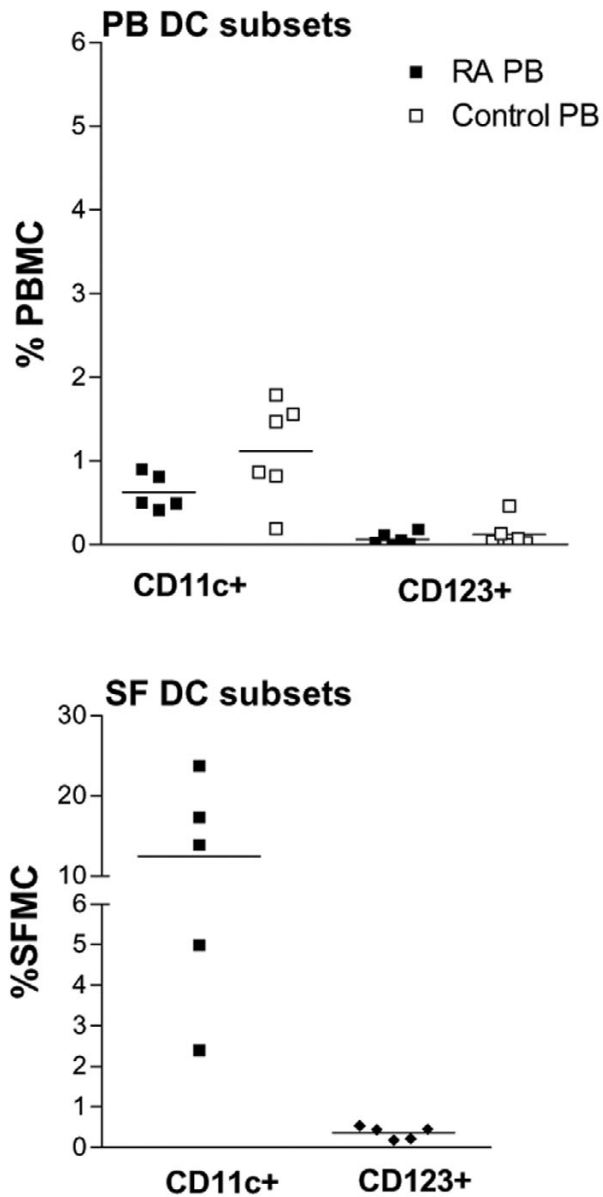 PB DC subsets
6
RA PB
Control PB
5
4
3
2
1
0
% PBMC
CD11c+ CD123+
SF DC subsets
30
20
10
6
5
4
3
2
1
0
%SFMC
CD11c+ CD123+